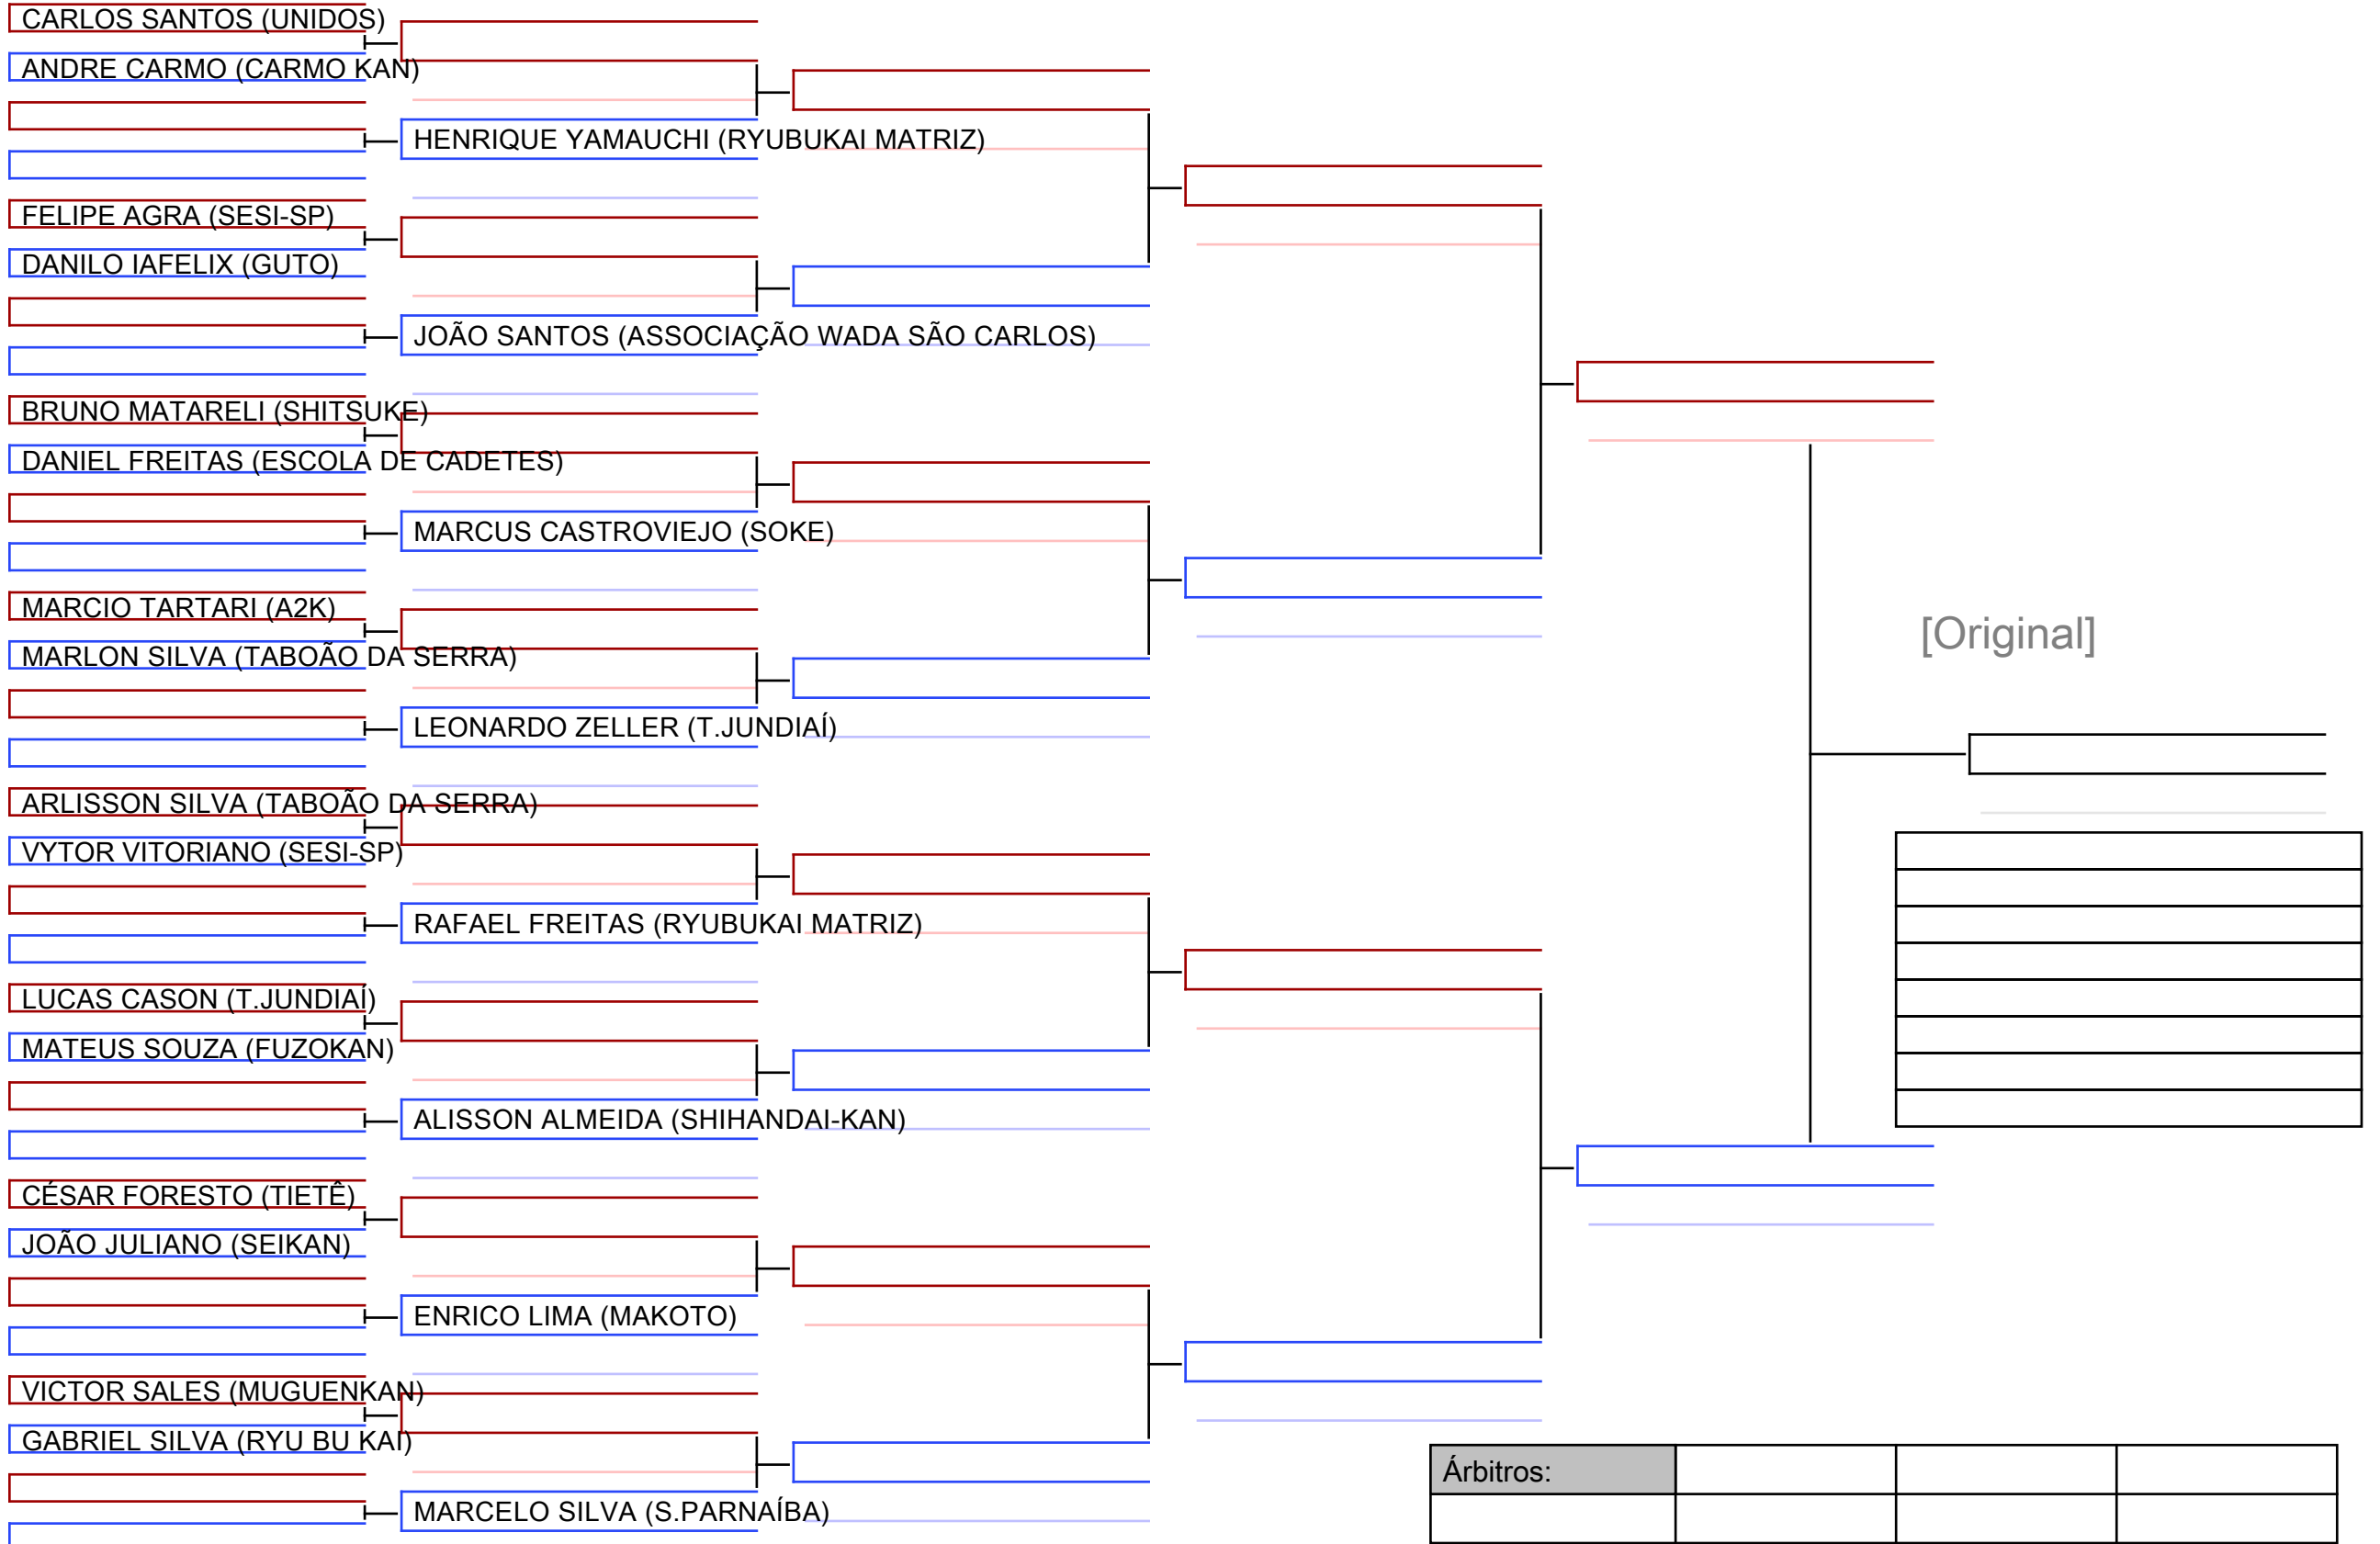 CARLOS SANTOS (UNIDOS)
ANDRE CARMO (CARMO KAN)
HENRIQUE YAMAUCHI (RYUBUKAI MATRIZ)
FELIPE AGRA (SESI-SP)
DANILO IAFELIX (GUTO)
JOÃO SANTOS (ASSOCIAÇÃO WADA SÃO CARLOS)
BRUNO MATARELI (SHITSUKE)
DANIEL FREITAS (ESCOLA DE CADETES)
MARCUS CASTROVIEJO (SOKE)
MARCIO TARTARI (A2K)
[Original]
MARLON SILVA (TABOÃO DA SERRA)
LEONARDO ZELLER (T.JUNDIAÍ)
ARLISSON SILVA (TABOÃO DA SERRA)
VYTOR VITORIANO (SESI-SP)
RAFAEL FREITAS (RYUBUKAI MATRIZ)
LUCAS CASON (T.JUNDIAÍ)
MATEUS SOUZA (FUZOKAN)
ALISSON ALMEIDA (SHIHANDAI-KAN)
CÉSAR FORESTO (TIETÊ)
JOÃO JULIANO (SEIKAN)
ENRICO LIMA (MAKOTO)
VICTOR SALES (MUGUENKAN)
GABRIEL SILVA (RYU BU KAI)
Árbitros:
MARCELO SILVA (S.PARNAÍBA)